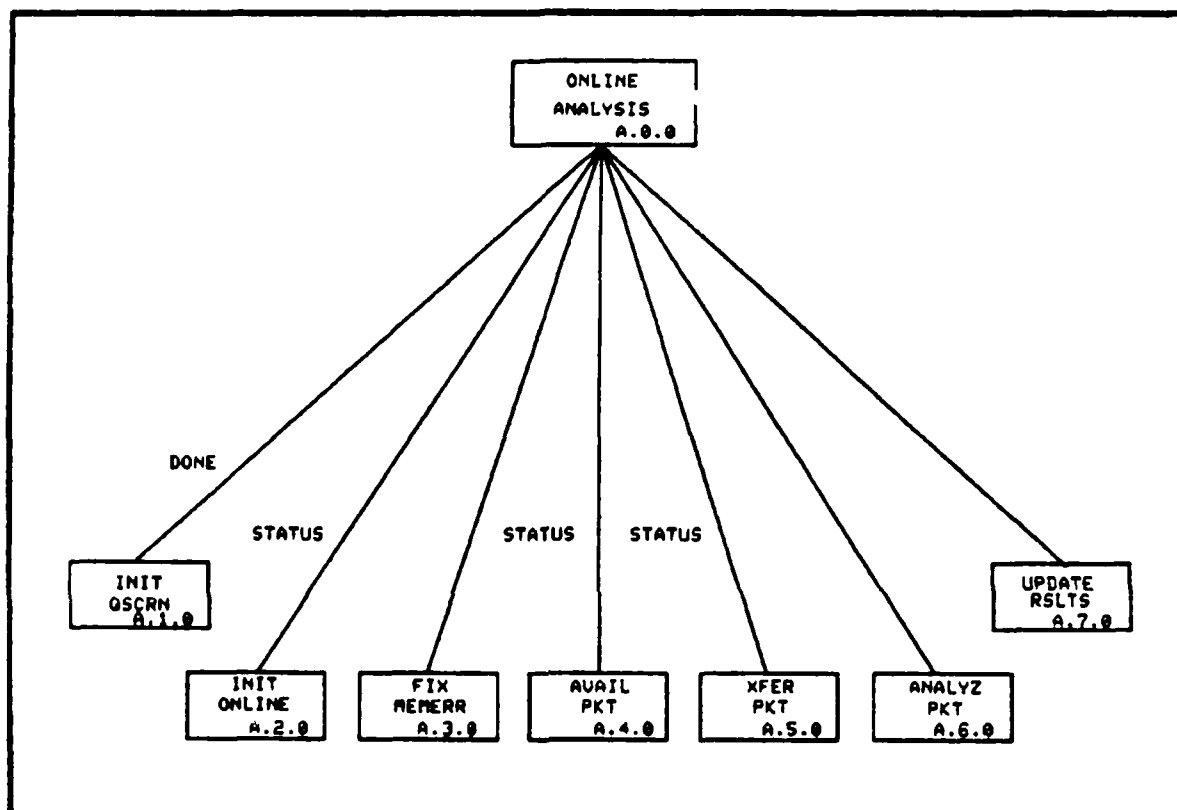 ONLINE
ANALYSIS
A.0.0
DONE
STATUS
STATUS
STATUS
INIT
QSCRN
A.1.0
UPDATE
RSLTS
A.7.0
INIT
ONLINE
A.2.0
FIX
MEMERR
A.3.0
AVAIL
PKT
A.4.0
XFER
PKT
A.5.0
ANALYZ
PKT
A.6.0